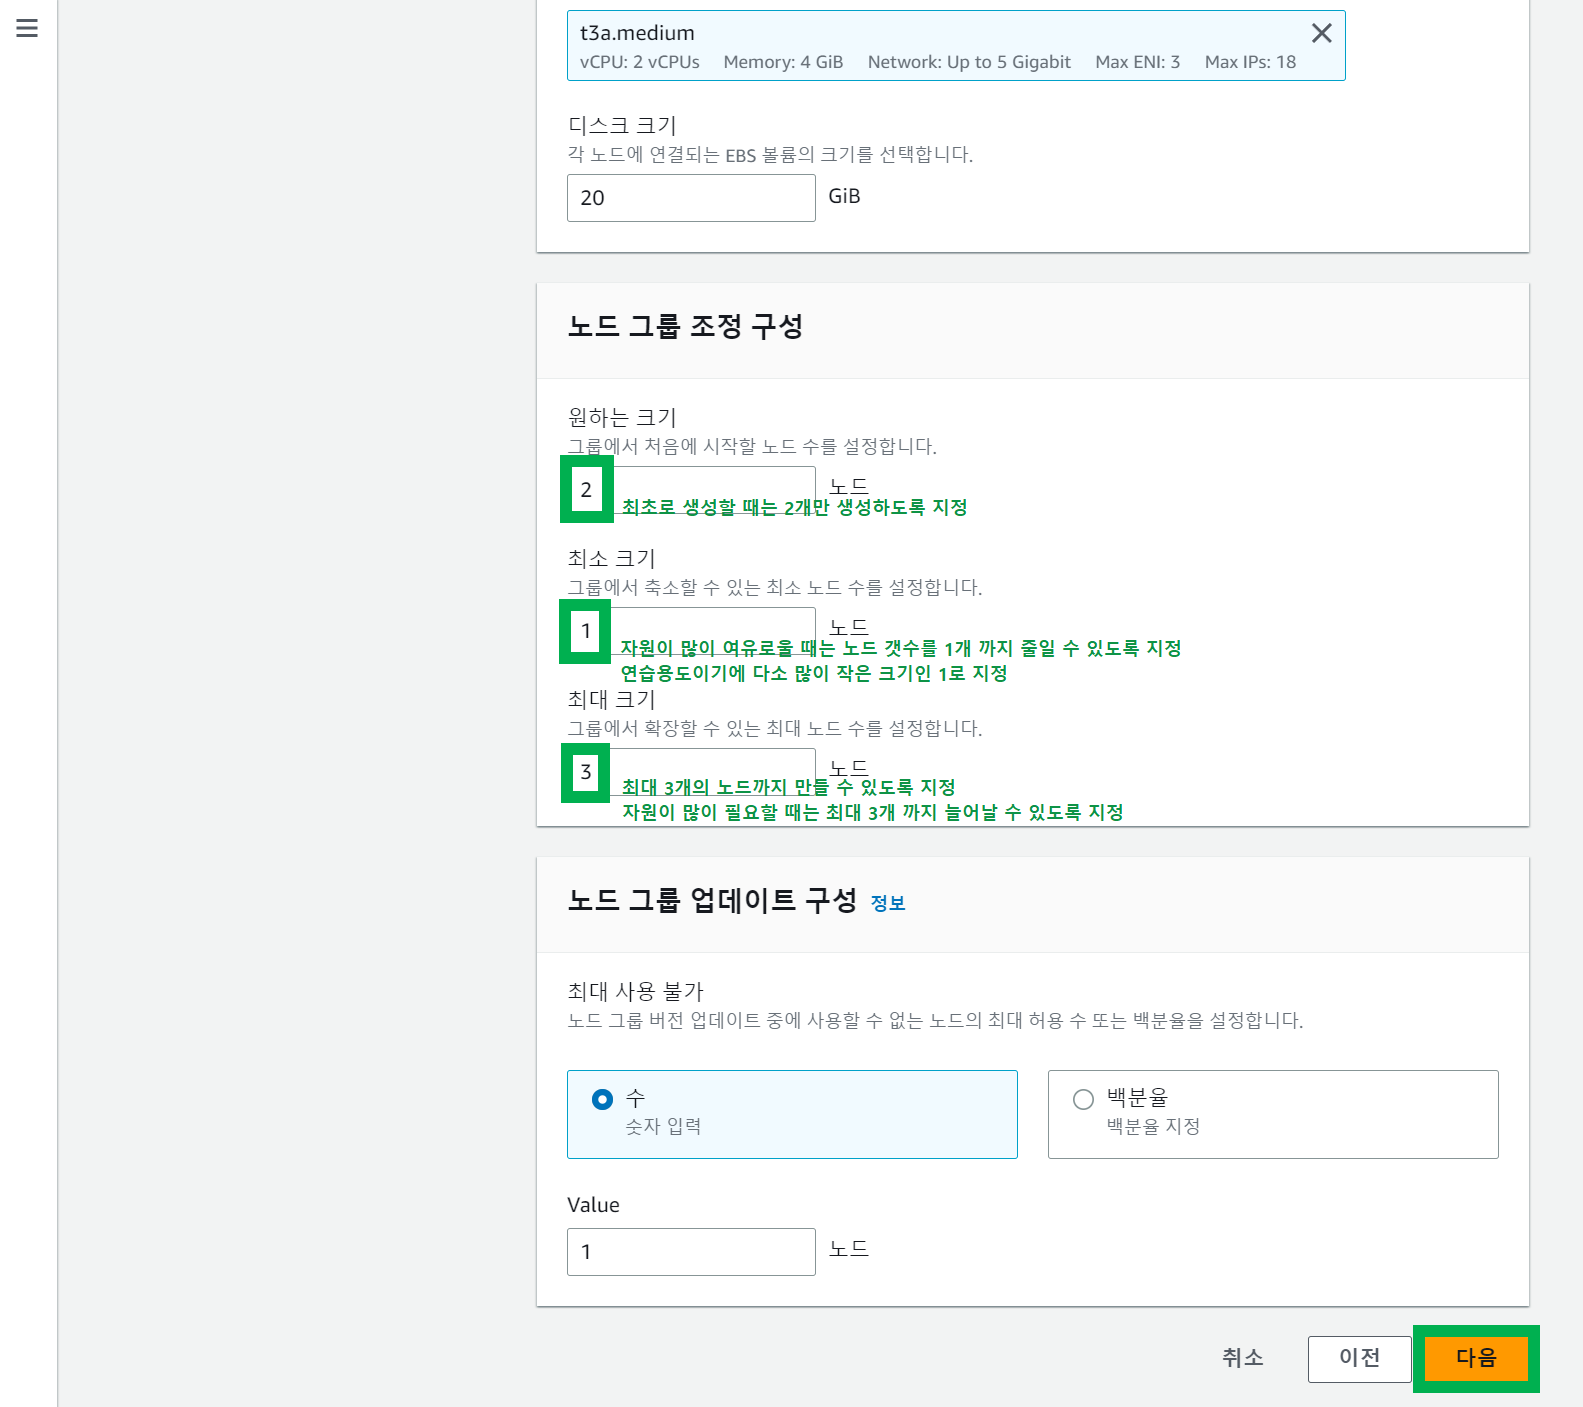 t3a.medium
vCPU: 2 vCPUs Memory: 4 GiB Network: Up to 5 Gigabit Max ENI: 3 Max IPs: 18
디스크 크기
각 노드에 연결되는 EBS 볼륨의 크기를 선택합니다.
20 GiB
노드 그룹 조정 구성
원하는 크기
그룹에서 처음에 시작할 노드 수를 설정합니다.
2 노드
최초로 생성할 때는 2개만 생성하도록 지정
최소 크기
그룹에서 축소할 수 있는 최소 노드 수를 설정합니다.
1 노드
자원이 많이 여유로울 때는 노드 갯수를 1개 까지 줄일 수 있도록 지정
연습용도이기에 다소 많이 작은 크기인 1로 지정
최대 크기
그룹에서 확장할 수 있는 최대 노드 수를 설정합니다.
3 노드
최대 3개의 노드까지 만들 수 있도록 지정
자원이 많이 필요할 때는 최대 3개 까지 늘어날 수 있도록 지정
노드 그룹 업데이트 구성 정보
최대 사용 불가
노드 그룹 버전 업데이트 중에 사용할 수 없는 노드의 최대 허용 수 또는 백분율을 설정합니다.
수 백분율
숫자 입력 백분율 지정
Value
1 노드
취소 이전 다음